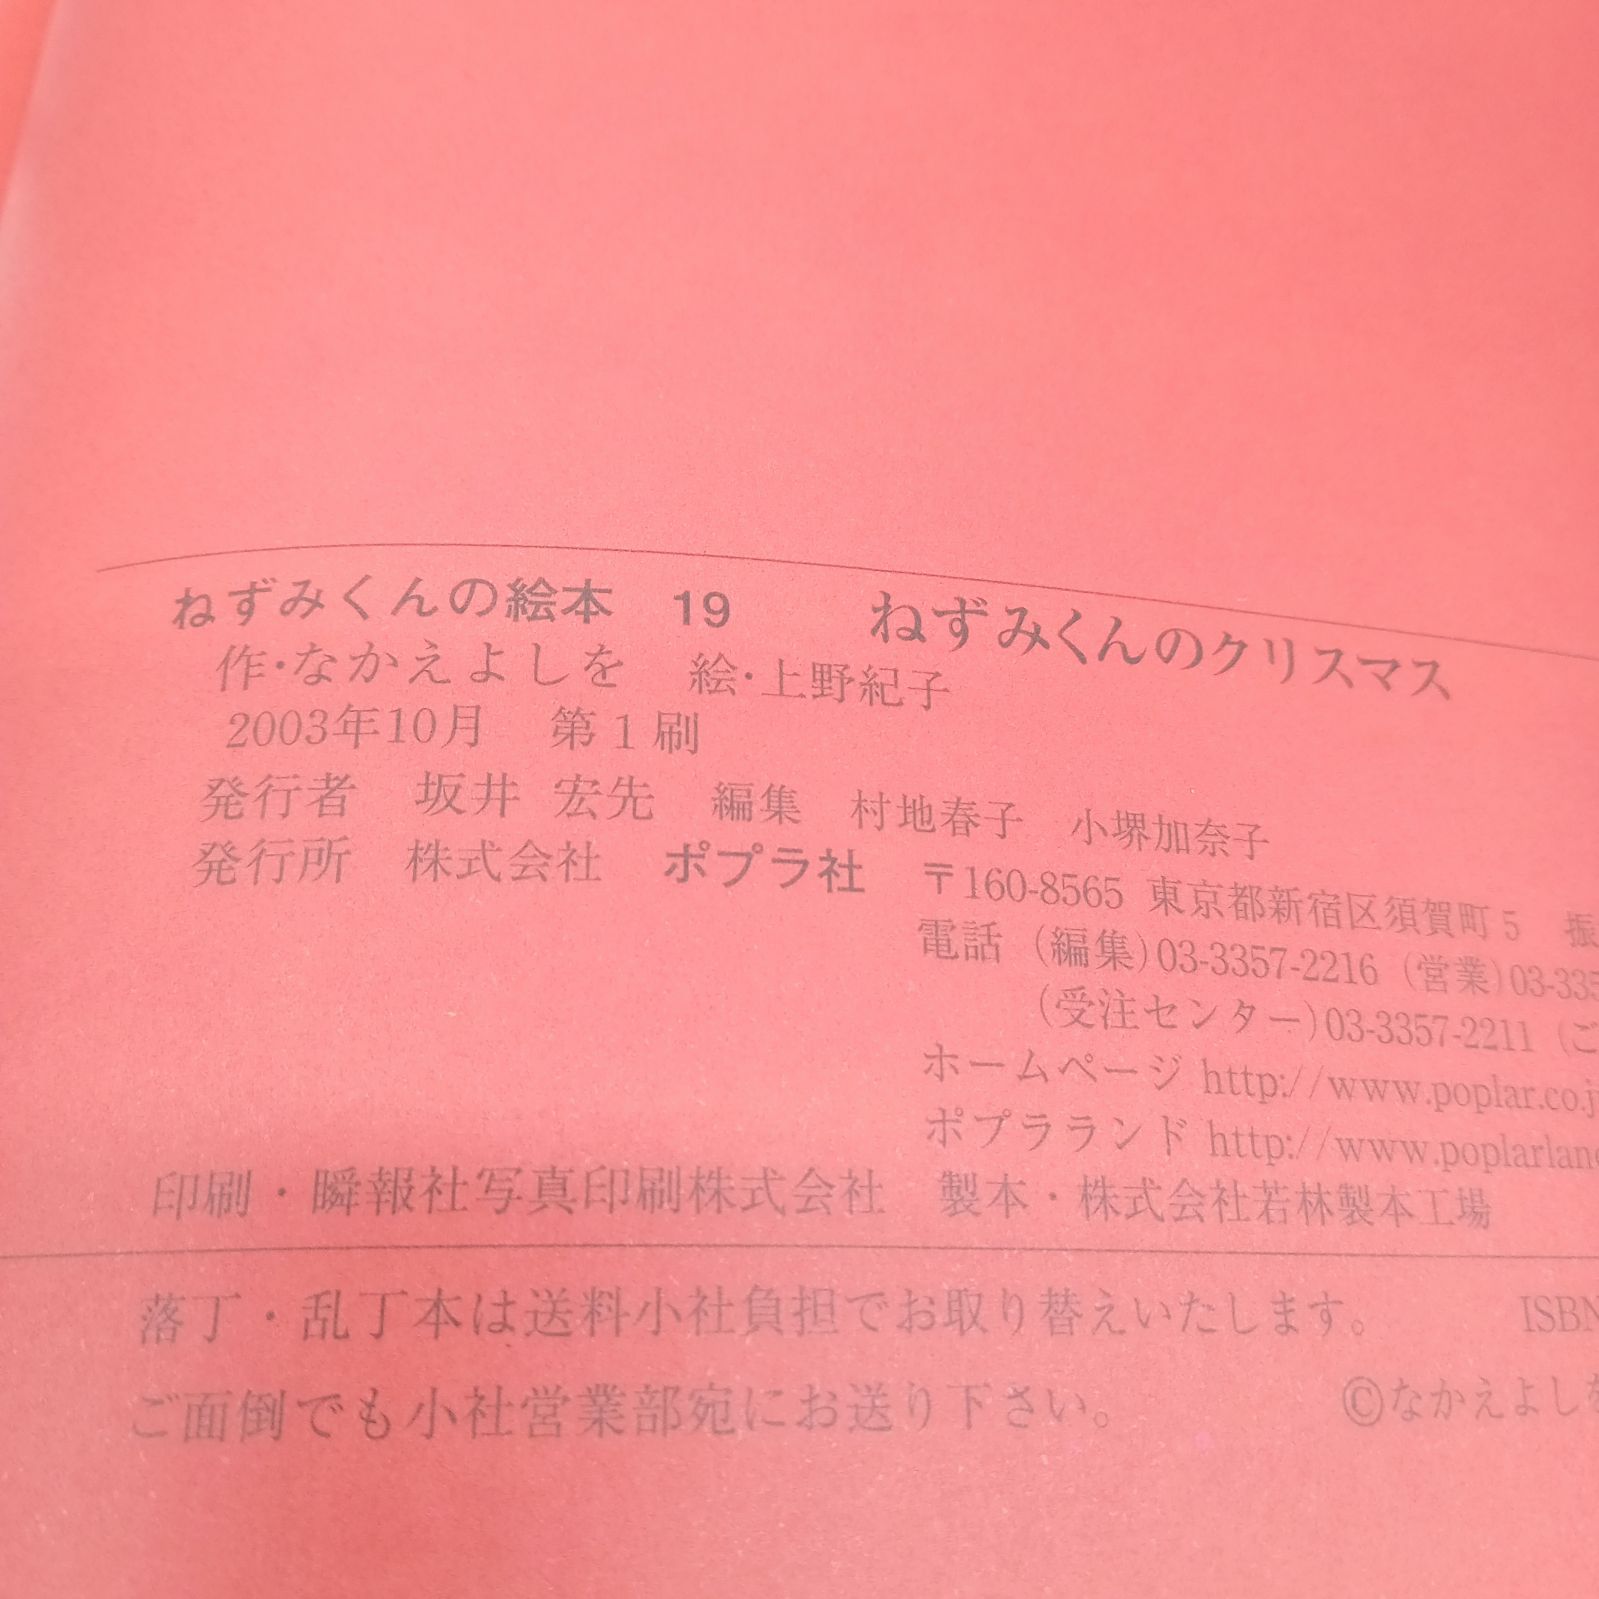 ねずみくんの絵本　19　ねずみくんのクリスマス
作・なかえよしを　絵・上野紀子
2003年10月　第1刷
発行者　坂井 宏先　編集　村地春子　小堺加奈子
発行所　株式会社　ポプラ社　〒160-8565 東京都新宿区須賀町5　振
電話（編集）03-3357-2216（営業）03-335
（受注センター）03-3357-2211（ご
ホームページ http://www.poplar.co.j
ポプラランド http://www.poplarlan
印刷・瞬報社写真印刷株式会社　製本・株式会社若林製本工場
落丁・乱丁本は送料小社負担でお取り替えいたします。　ISBN
ご面倒でも小社営業部宛にお送り下さい。　©なかえよしを